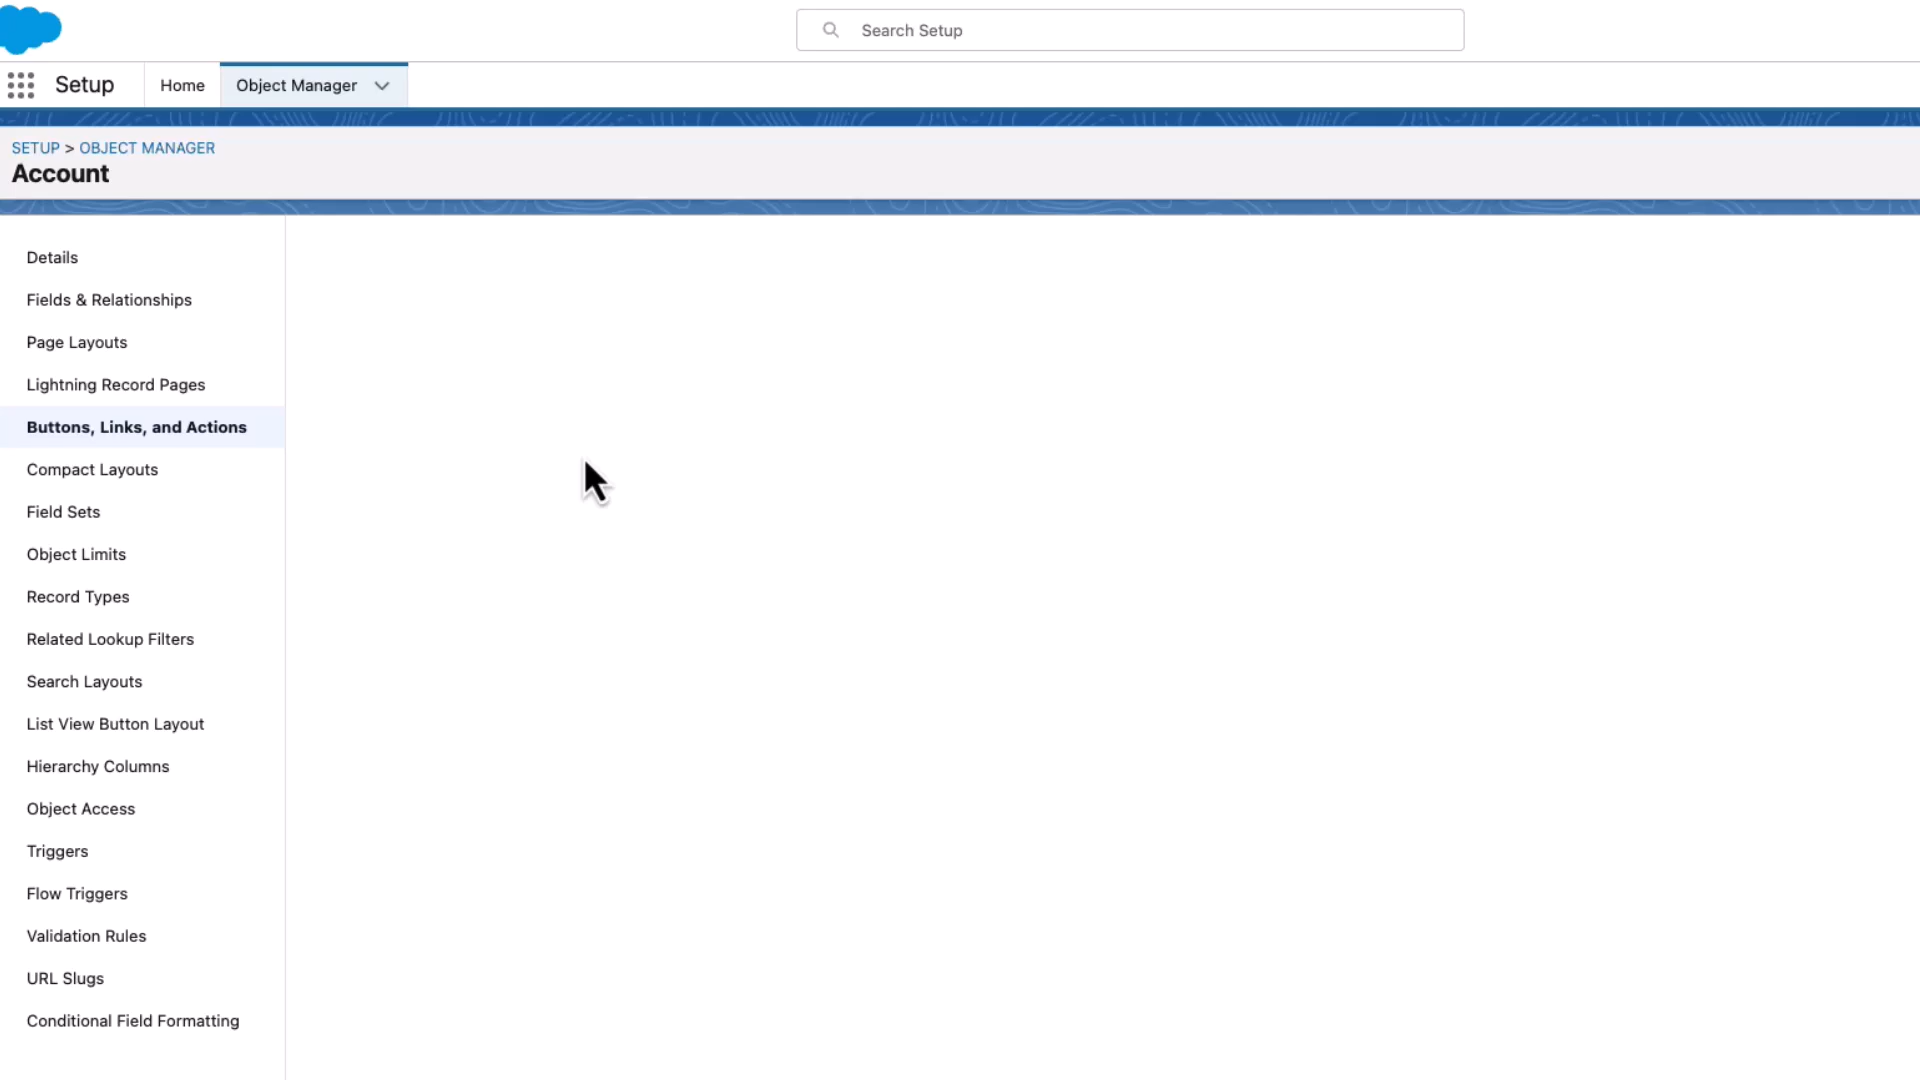 Search Setup
Setup
Home
Object Manager
SETUP > OBJECT MANAGER
Account
Details
Fields & Relationships
Page Layouts
Lightning Record Pages
Buttons, Links, and Actions
Compact Layouts
Field Sets
Object Limits
Record Types
Related Lookup Filters
Search Layouts
List View Button Layout
Hierarchy Columns
Object Access
Triggers
Flow Triggers
Validation Rules
URL Slugs
Conditional Field Formatting